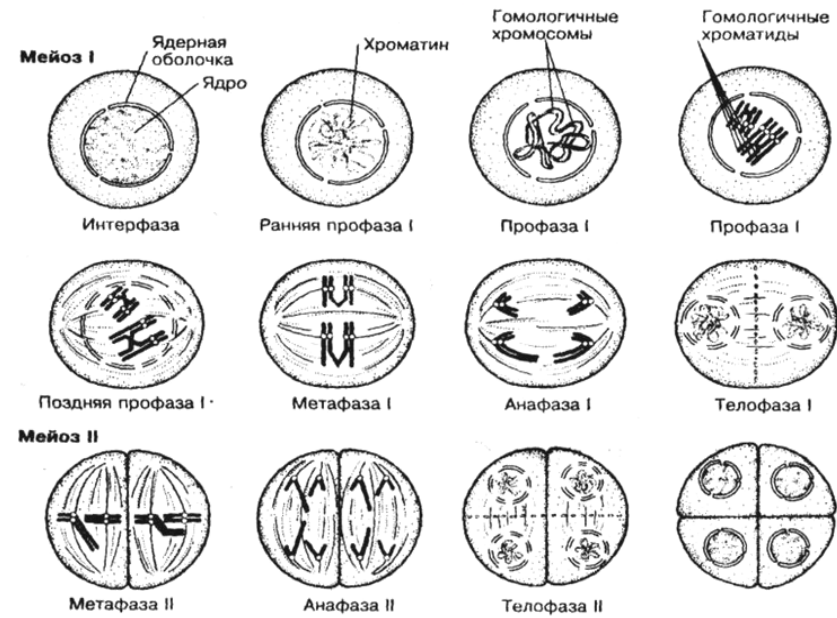 Мейоз I
Ядерная
оболочка
Ядро
Хроматин
Гомологичные
хромосомы
Гомологичные
хроматиды
Интерфаза
Ранняя профаза I
Профаза I
Профаза I
Поздняя профаза I
Метафаза I
Анафаза I
Телофаза I
Мейоз II
Метафаза II
Анафаза II
Телофаза II